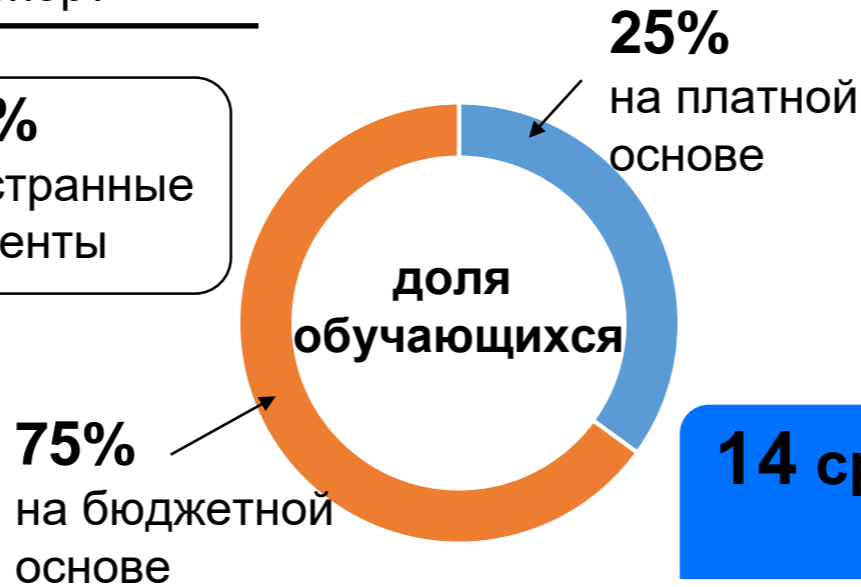 25%
на платной
основе
%
странные
енты
доля
обучающихся
75%
на бюджетной
основе
14 ср